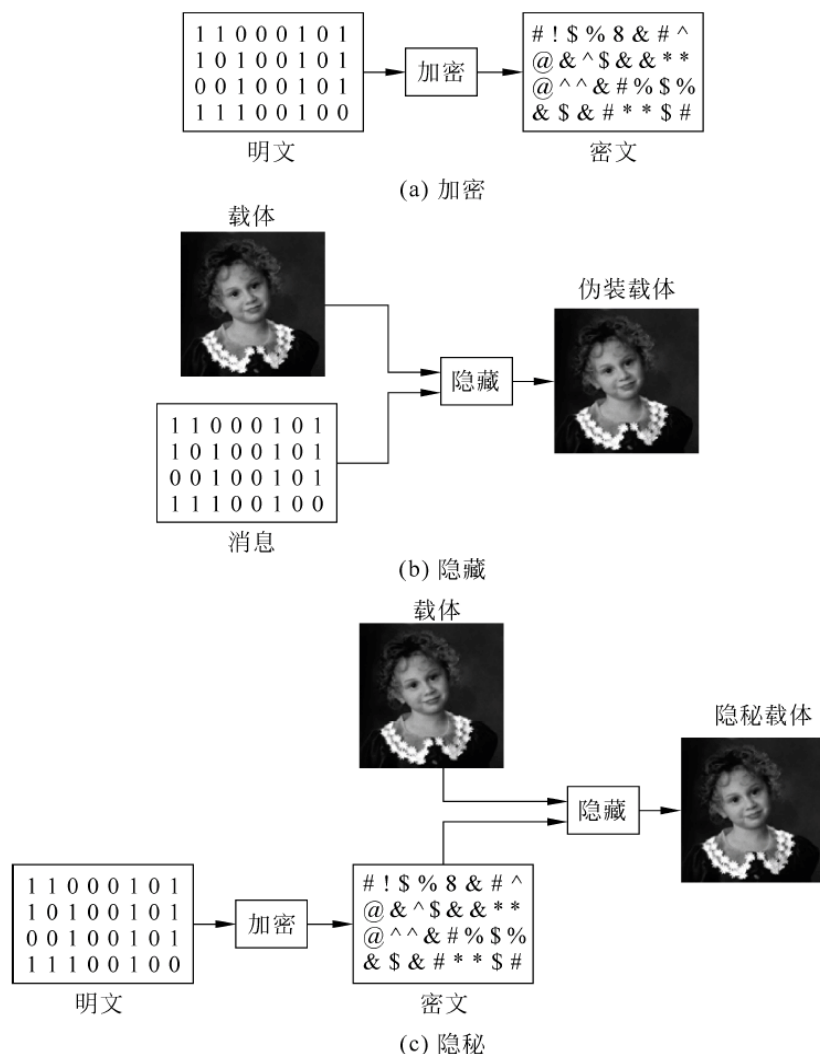 1 1 0 0 0 1 0 1
1 0 1 0 0 1 0 1
0 0 1 0 0 1 0 1
1 1 1 0 0 1 0 0
加密
# ! $ % 8 & # ^
@ & ^ $ & & * *
@ ^ ^ & # % $ %
& $ & # * * $ #
明文
密文
(a) 加密
载体
伪装载体
隐藏
1 1 0 0 0 1 0 1
1 0 1 0 0 1 0 1
0 0 1 0 0 1 0 1
1 1 1 0 0 1 0 0
消息
(b) 隐藏
载体
隐秘载体
隐藏
1 1 0 0 0 1 0 1
1 0 1 0 0 1 0 1
0 0 1 0 0 1 0 1
1 1 1 0 0 1 0 0
加密
# ! $ % 8 & # ^
@ & ^ $ & & * *
@ ^ ^ & # % $ %
& $ & # * * $ #
明文
密文
(c) 隐秘